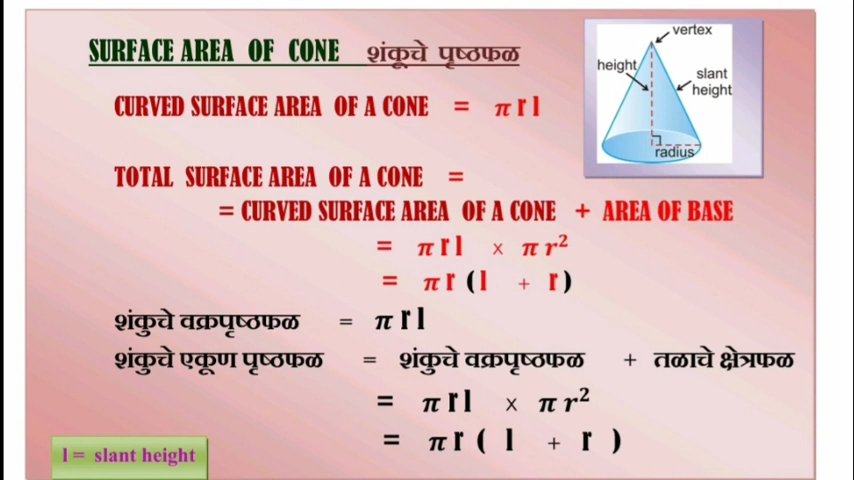 SURFACE AREA OF CONE शंकूचे पृष्ठफळ
vertex
height
slant
height
radius
CURVED SURFACE AREA OF A CONE = π r l
TOTAL SURFACE AREA OF A CONE =
= CURVED SURFACE AREA OF A CONE + AREA OF BASE
= π r l × π r²
= π r ( l + r )
शंकुचे वक्रपृष्ठफळ = π r l
शंकुचे एकूण पृष्ठफळ = शंकुचे वक्रपृष्ठफळ + तळाचे क्षेत्रफळ
= π r l × π r²
= π r ( l + r )
l = slant height